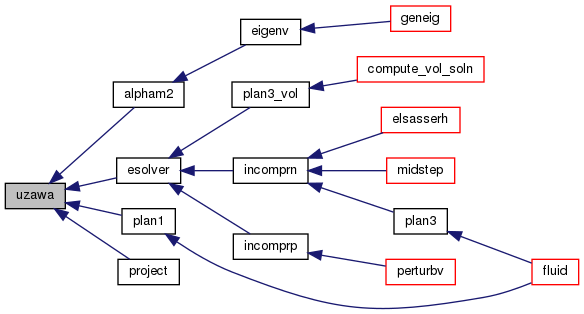 geneig
eigenv
compute_vol_soln
alpham2
plan3_vol
elsasserh
esolver
incomprn
midstep
uzawa
plan1
plan3
incomprp
project
perturbv
fluid